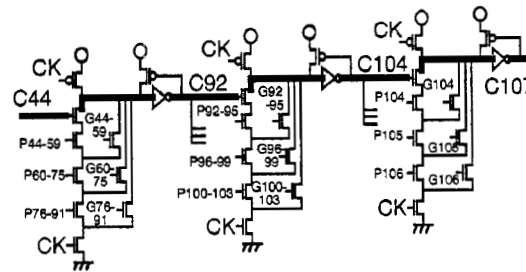 CK
C44
G44-
59
P44-59
G60-
75
P60-75
G76-
91
P76-91
CK
CK
C92
G92
-95
P92-95
G96-
99
P96-99
G100-
103
P100-103
CK
CK
C104
G104
P104
P105
G105
P106
G106
CK
C107